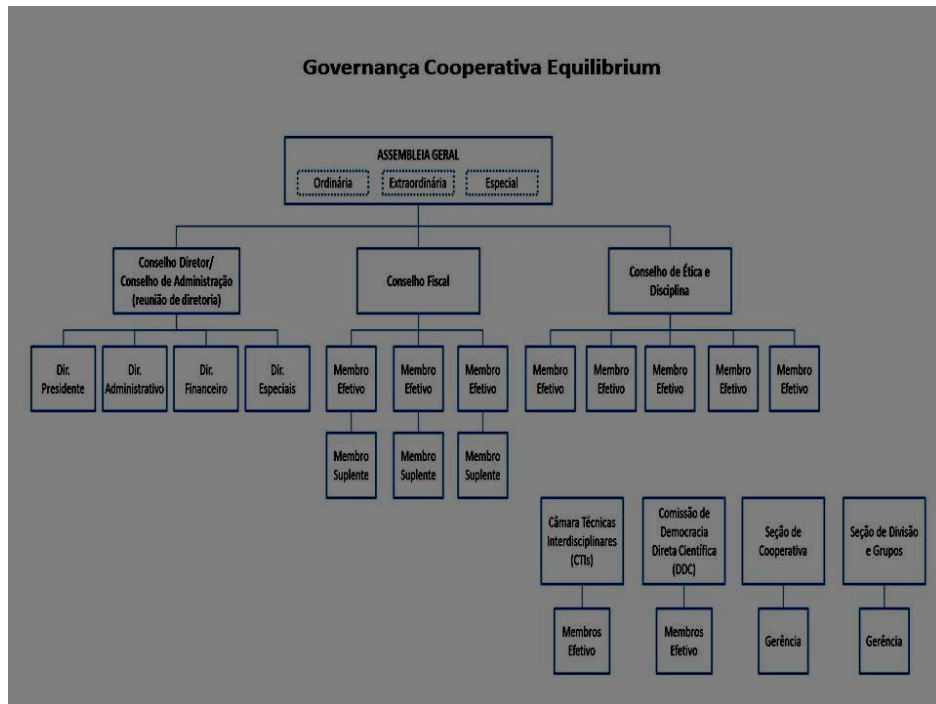 Governança Cooperativa Equilibrium
ASSEMBLEIA GERAL
Ordinária
Extraordinária
Especial
Conselho Diretor/
Conselho de Administração
(reunião de diretoria)
Conselho Fiscal
Conselho de Ética e
Disciplina
Dir.
Presidente
Dir.
Administrativo
Dir.
Financeiro
Dir.
Especiais
Membro
Efetivo
Membro
Efetivo
Membro
Efetivo
Membro
Efetivo
Membro
Efetivo
Membro
Efetivo
Membro
Efetivo
Membro
Efetivo
Membro
Suplente
Membro
Suplente
Membro
Suplente
Câmara Técnicas
Interdisciplinares
(CTIs)
Comissão de
Democracia
Direta Científica
(DDC)
Seção de
Cooperativa
Seção de Divisão
e Grupos
Membros
Efetivo
Membros
Efetivo
Gerência
Gerência